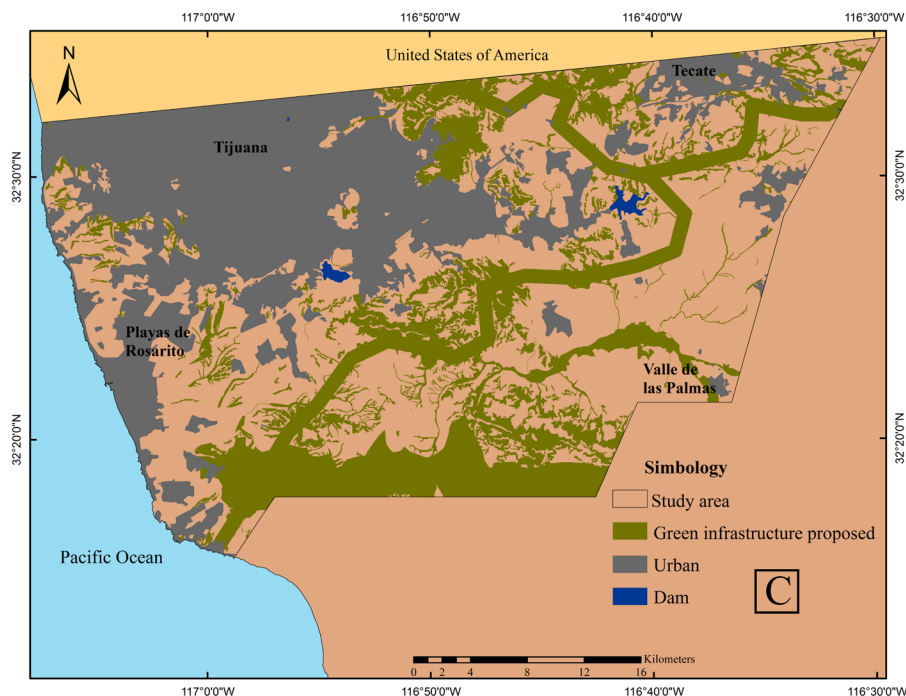 117°0'0"W 116°50'0"W 116°40'0"W 116°30'0"W
N
United States of America
Tecate
Tijuana
32°30'0"N
32°30'0"N
Playas de
Rosarito
Valle de
las Palmas
32°20'0"N
32°20'0"N
Simbology
Study area
Green infrastructure proposed
Urban
Dam
Pacific Ocean
C
Kilometers
0 2 4 8 12 16
117°0'0"W 116°50'0"W 116°40'0"W 116°30'0"W